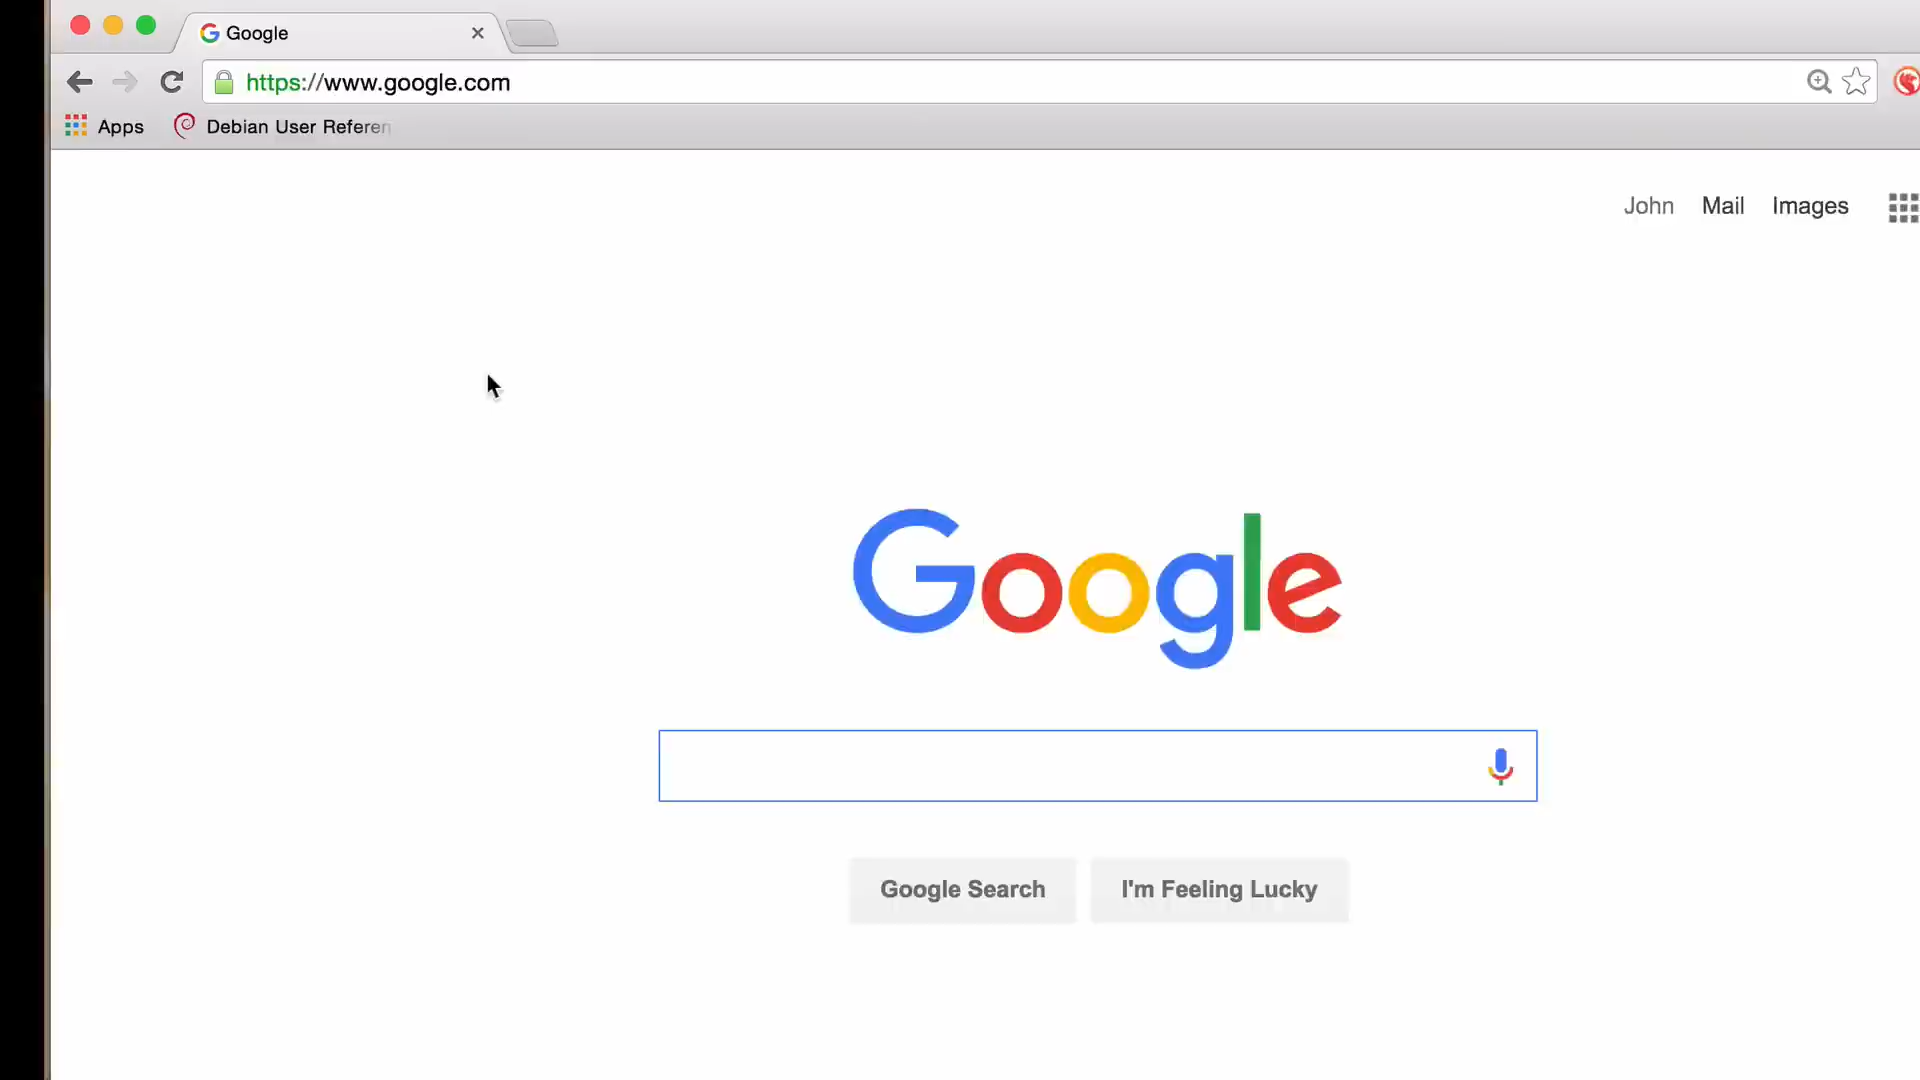 Google
https://www.google.com
Apps Debian User Referen
John Mail Images
Google
Google Search I'm Feeling Lucky